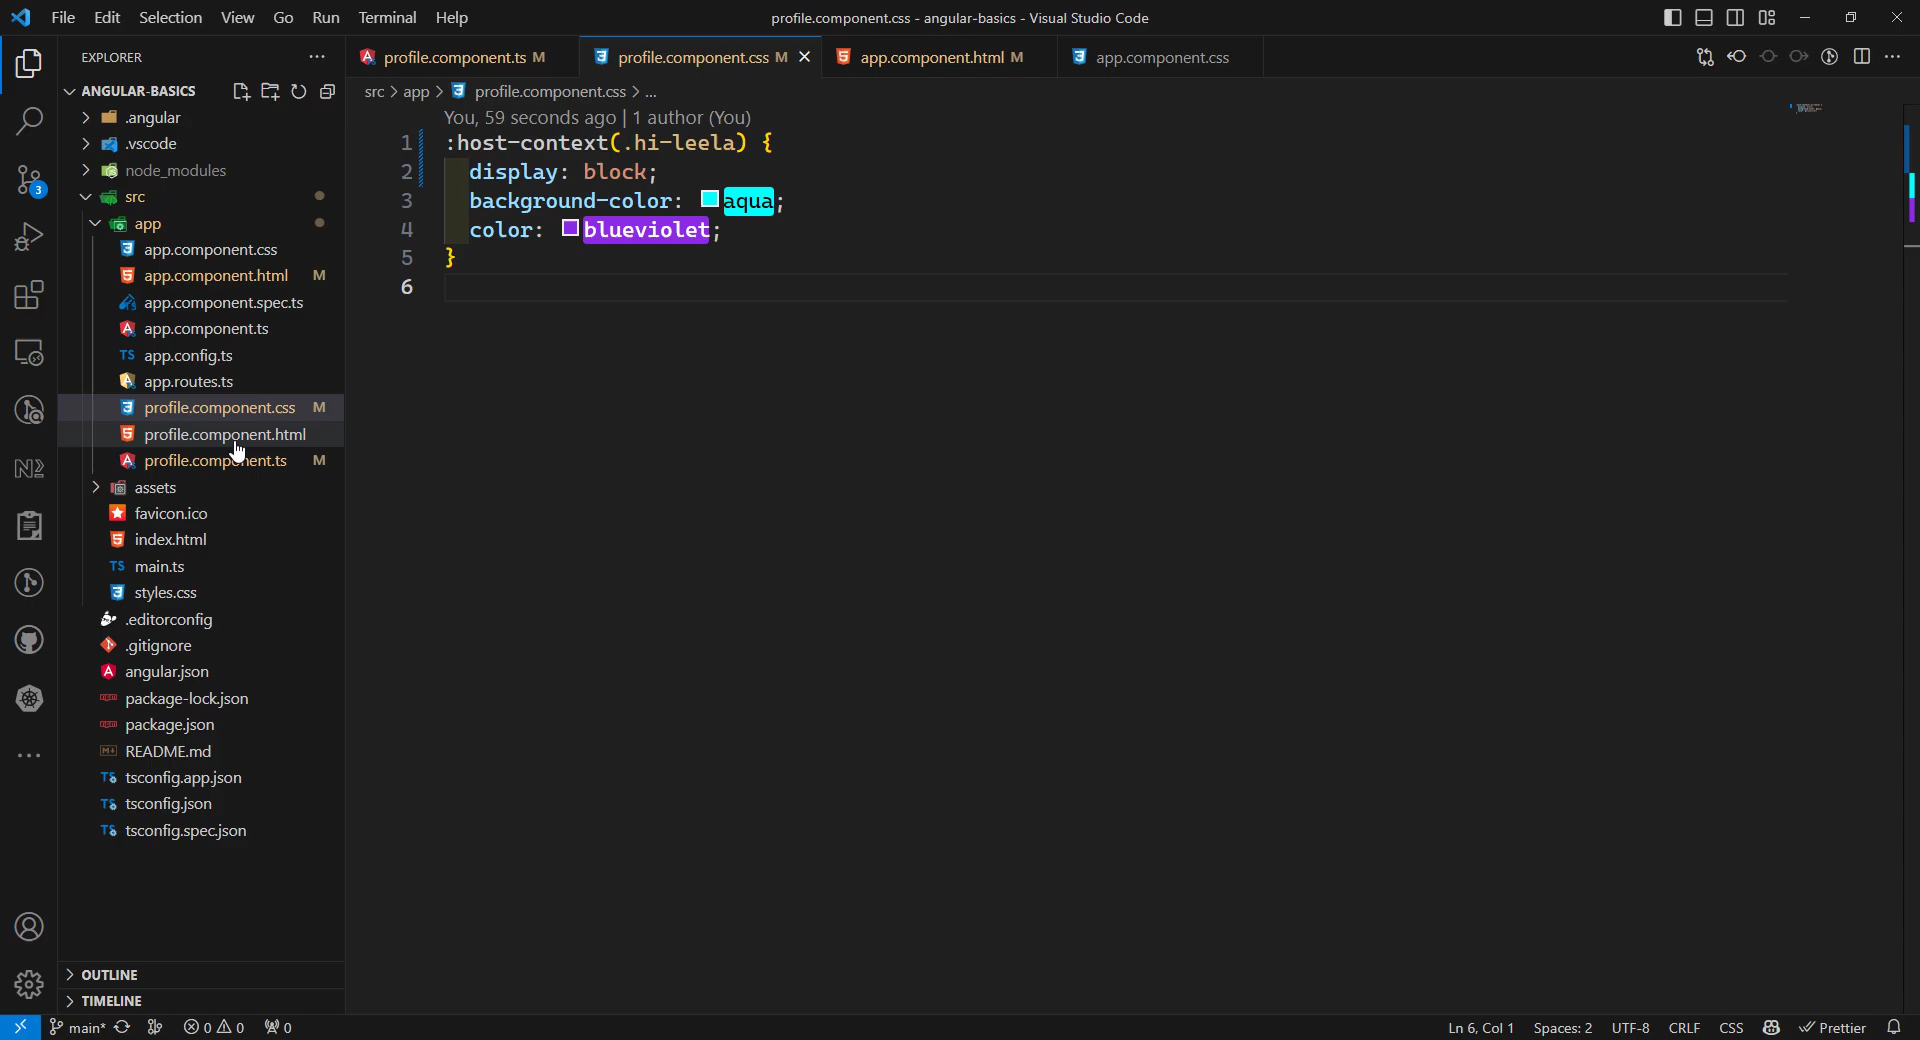 File Edit Selection View Go Run Terminal Help
profile.component.css - angular-basics - Visual Studio Code
EXPLORER
ANGULAR-BASICS
.angular
.vscode
node_modules
src
app
app.component.css
app.component.html M
app.component.spec.ts
app.component.ts
TS app.config.ts
app.routes.ts
profile.component.css M
profile.component.html
profile.component.ts M
assets
favicon.ico
index.html
TS main.ts
styles.css
.editorconfig
.gitignore
angular.json
package-lock.json
package.json
README.md
TS tsconfig.app.json
TS tsconfig.json
TS tsconfig.spec.json
OUTLINE
TIMELINE
3
profile.component.ts M
profile.component.css M
app.component.html M
app.component.css
src > app > profile.component.css > ...
You, 59 seconds ago | 1 author (You)
1 :host-context(.hi-leela) {
2 display: block;
3 background-color: aqua;
4 color: blueviolet;
5 }
6
main* 0 0 0
Ln 6, Col 1 Spaces: 2 UTF-8 CRLF CSS Prettier